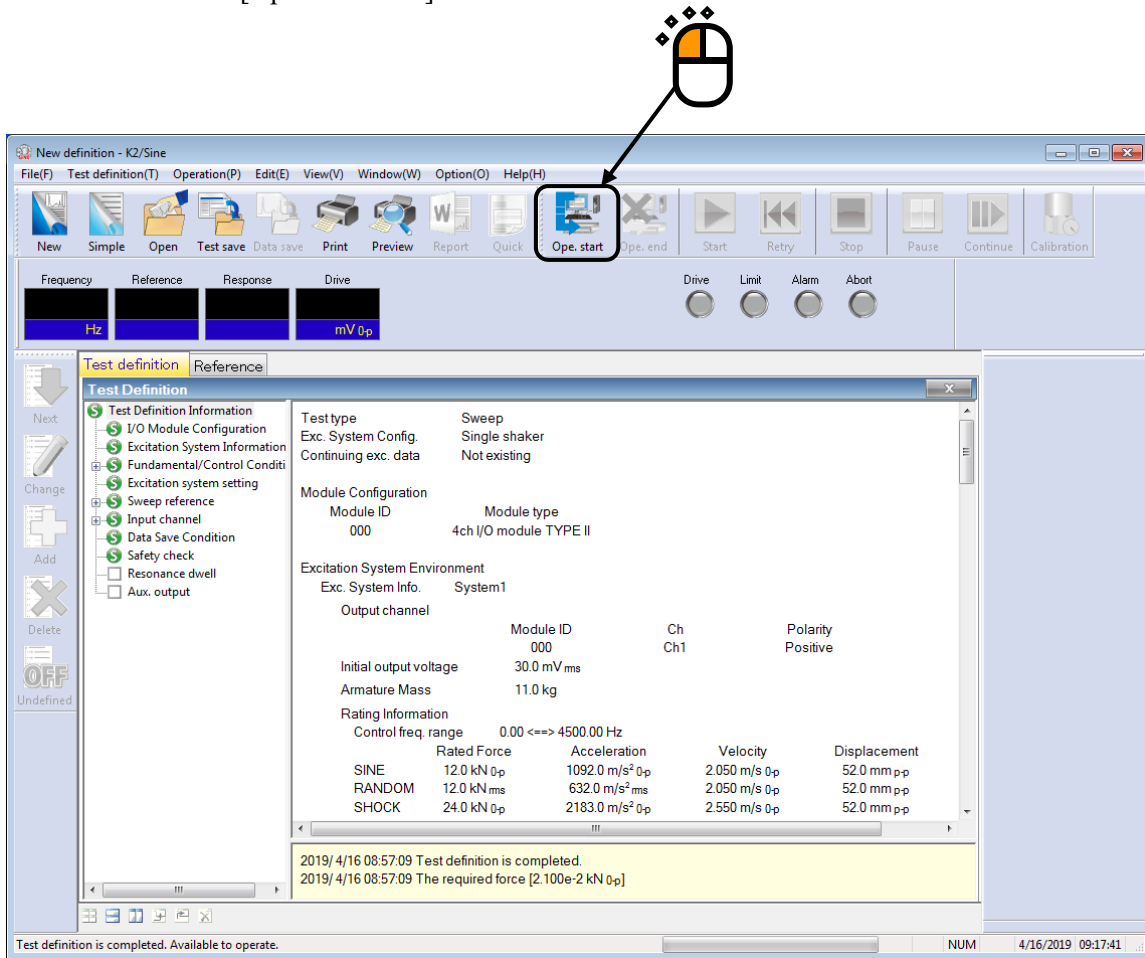 New definition - K2/Sine
File(F) Test definition(T) Operation(P) Edit(E) View(V) Window(W) Option(O) Help(H)
New Simple Open Test save Data save Print Preview Report Quick Ope. start Ope. end Start Retry Stop Pause Continue Calibration
Frequency Reference Response Drive Drive Limit Alarm Abort
Hz mV 0-p
Next
Change
Add
Delete
OFF
Undefined
Test definition Reference
Test Definition
Test Definition Information
I/O Module Configuration
Excitation System Information
Fundamental/Control Conditi
Excitation system setting
Sweep reference
Input channel
Data Save Condition
Safety check
Resonance dwell
Aux. output
Test type Sweep
Exc. System Config. Single shaker
Continuing exc. data Not existing
Module Configuration
Module ID Module type
000 4ch I/O module TYPE II
Excitation System Environment
Exc. System Info. System1
Output channel
Module ID Ch Polarity
000 Ch1 Positive
Initial output voltage 30.0 mV rms
Armature Mass 11.0 kg
Rating Information
Control freq. range 0.00 <==> 4500.00 Hz
Rated Force Acceleration Velocity Displacement
SINE 12.0 kN 0-p 1092.0 m/s² 0-p 2.050 m/s 0-p 52.0 mm p-p
RANDOM 12.0 kN rms 632.0 m/s² rms 2.050 m/s 0-p 52.0 mm p-p
SHOCK 24.0 kN 0-p 2183.0 m/s² 0-p 2.550 m/s 0-p 52.0 mm p-p
2019/ 4/16 08:57:09 Test definition is completed.
2019/ 4/16 08:57:09 The required force [2.100e-2 kN 0-p]
Test definition is completed. Available to operate. NUM 4/16/2019 09:17:41